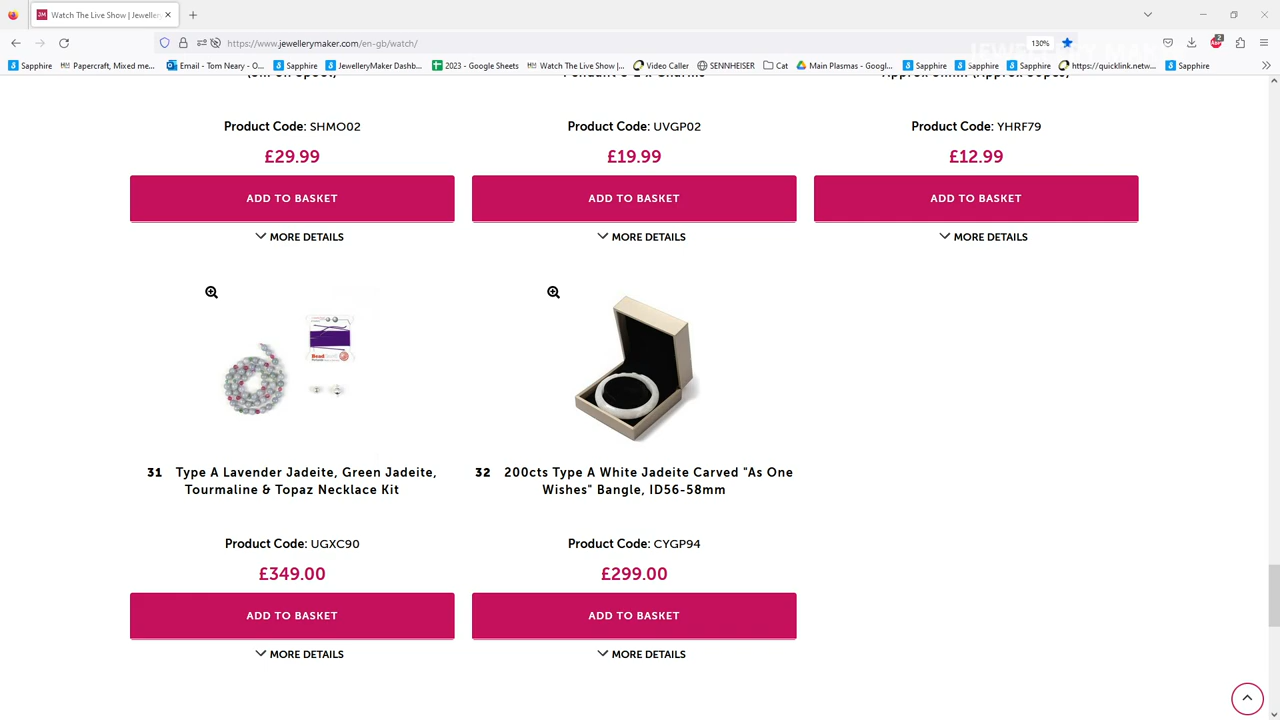 Watch The Live Show | Jeweller
https://www.jewellerymaker.com/en-gb/watch/
130%
2
Sapphire
Papercraft, Mixed me...
Email - Tom Neary - O...
Sapphire
JewelleryMaker Dashb...
2023 - Google Sheets
Watch The Live Show |...
Video Caller
SENNHEISER
Cat
Main Plasmas - Googl...
Sapphire
Sapphire
Sapphire
https://quicklink.netw...
Sapphire
Product Code: SHMO02
£29.99
ADD TO BASKET
MORE DETAILS
Product Code: UVGP02
£19.99
ADD TO BASKET
MORE DETAILS
Product Code: YHRF79
£12.99
ADD TO BASKET
MORE DETAILS
31 Type A Lavender Jadeite, Green Jadeite,
Tourmaline & Topaz Necklace Kit
Product Code: UGXC90
£349.00
ADD TO BASKET
MORE DETAILS
32 200cts Type A White Jadeite Carved "As One
Wishes" Bangle, ID56-58mm
Product Code: CYGP94
£299.00
ADD TO BASKET
MORE DETAILS